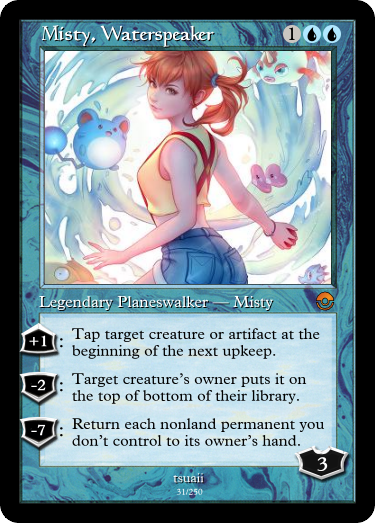 Misty, Waterspeaker 1
Legendary Planeswalker — Misty
+1: Tap target creature or artifact at the
beginning of the next upkeep.
-2: Target creature's owner puts it on
the top of bottom of their library.
-7: Return each nonland permanent you
don't control to its owner's hand.
3
tsuaii
31/250